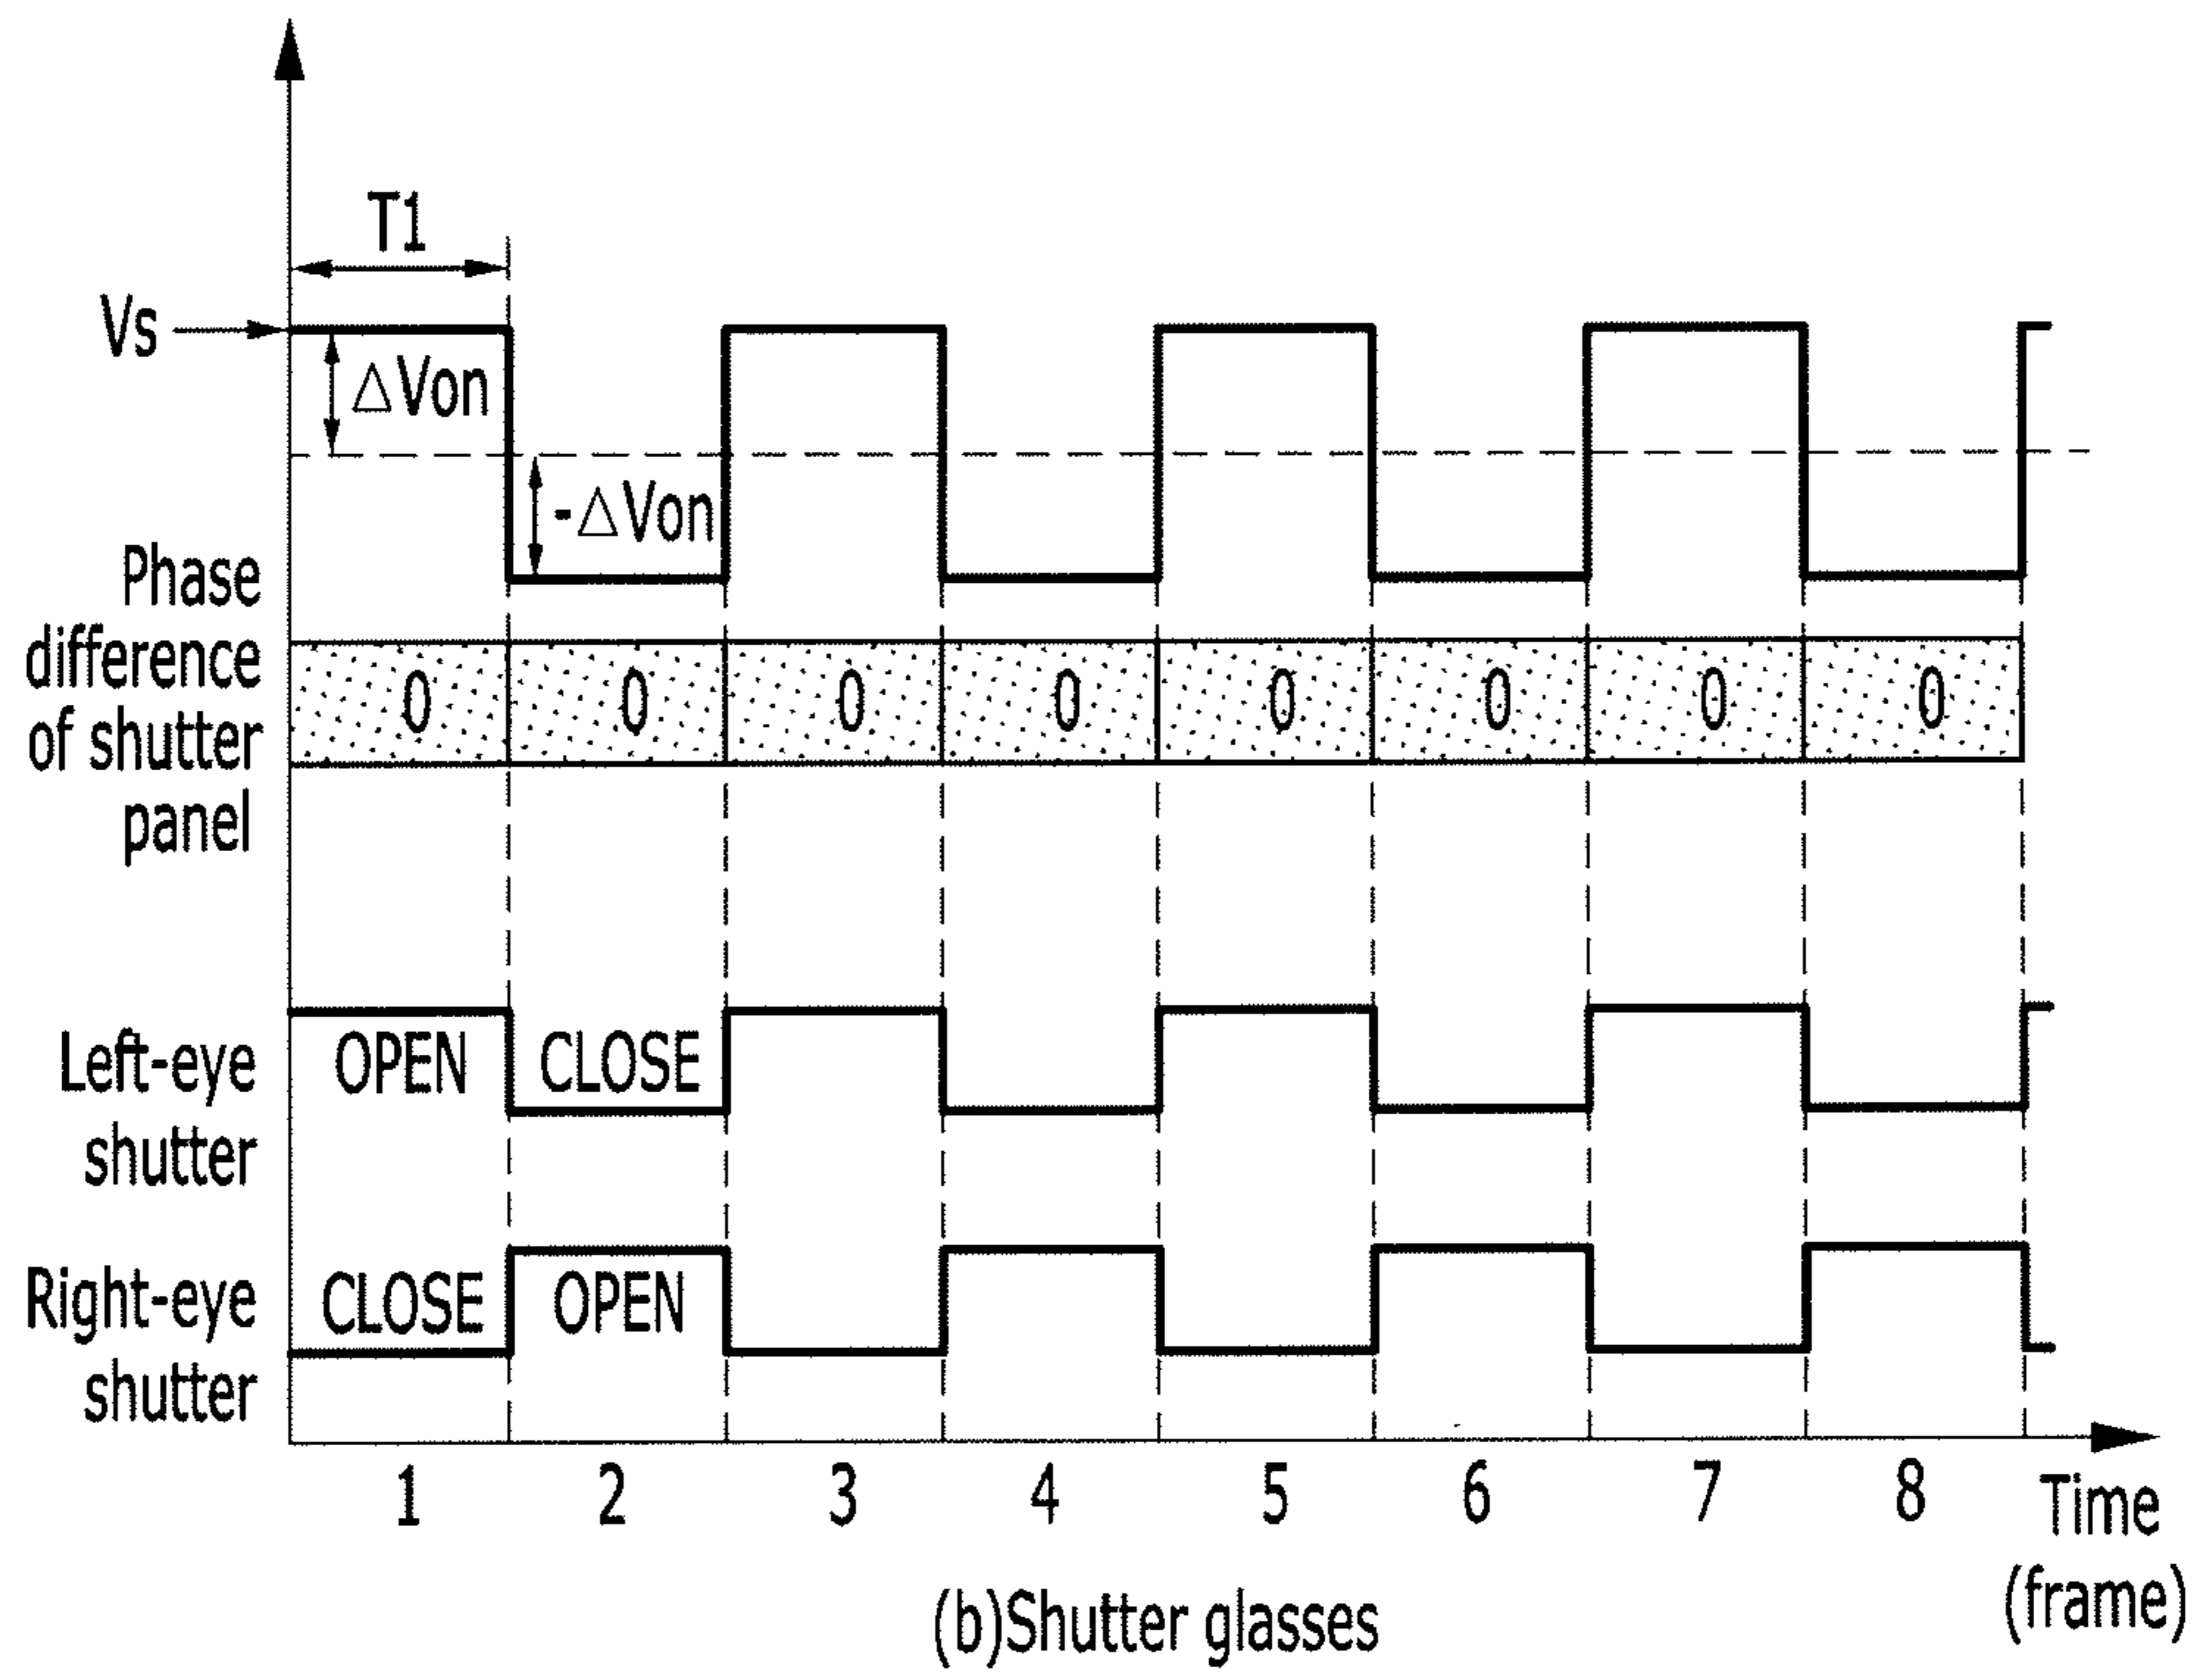 T1
Vs
△Von
-△Von
Phase
difference
of shutter
panel
0 0 0 0 0 0 0 0
Left-eye
shutter
OPEN CLOSE
Right-eye
shutter
CLOSE OPEN
1 2 3 4 5 6 7 8
Time
(frame)
(b)Shutter glasses